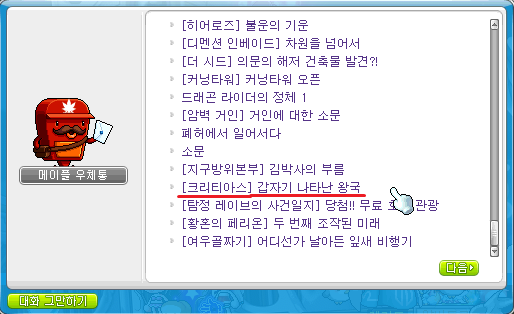 [히어로즈] 불운의 기운
[디멘션 인베이드] 차원을 넘어서
[더 시드] 의문의 해저 건축물 발견?!
[커닝타워] 커닝타워 오픈
드래곤 라이더의 정체 1
[암벽 거인] 거인에 대한 소문
폐허에서 일어서다
소문
[지구방위본부] 김박사의 부름
[크리티아스] 갑자기 나타난 왕국
[탐정 레이브의 사건일지] 당첨!! 무료 관광
[황혼의 페리온] 두 번째 조작된 미래
[여우골짜기] 어디선가 날아든 잎새 비행기
메이플 우체통
다음
대화 그만하기